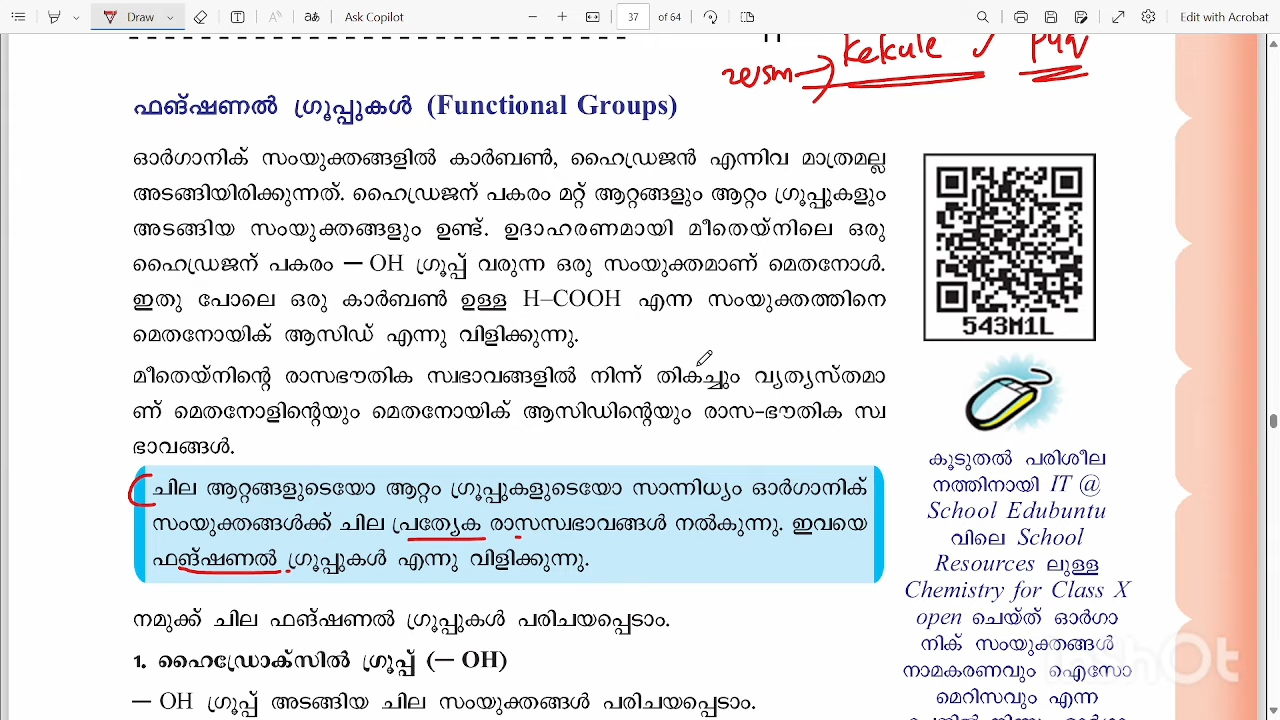 Draw
Ask Copilot
37 of 64
Edit with Acrobat
Kekule
ഫങ്ഷണൽ ഗ്രൂപ്പുകൾ (Functional Groups)
ഓർഗാനിക് സംയുക്തങ്ങളിൽ കാർബൺ, ഹൈഡ്രജൻ എന്നിവ മാത്രമല്ല
അടങ്ങിയിരിക്കുന്നത്. ഹൈഡ്രജന് പകരം മറ്റ് ആറ്റങ്ങളും ആറ്റം ഗ്രൂപ്പുകളും
അടങ്ങിയ സംയുക്തങ്ങളും ഉണ്ട്. ഉദാഹരണമായി മീതെയ്നിലെ ഒരു
ഹൈഡ്രജന് പകരം — OH ഗ്രൂപ്പ് വരുന്ന ഒരു സംയുക്തമാണ് മെതനോൾ.
ഇതു പോലെ ഒരു കാർബൺ ഉള്ള H–COOH എന്ന സംയുക്തത്തിനെ
മെതനോയിക് ആസിഡ് എന്നു വിളിക്കുന്നു.
മീതെയ്നിന്റെ രാസഭൗതിക സ്വഭാവങ്ങളിൽ നിന്ന് തികച്ചും വ്യത്യസ്തമാ
ണ് മെതനോളിന്റെയും മെതനോയിക് ആസിഡിന്റെയും രാസ-ഭൗതിക സ്വ
ഭാവങ്ങൾ.
ചില ആറ്റങ്ങളുടെയോ ആറ്റം ഗ്രൂപ്പുകളുടെയോ സാന്നിധ്യം ഓർഗാനിക്
സംയുക്തങ്ങൾക്ക് ചില പ്രത്യേക രാസസ്വഭാവങ്ങൾ നൽകുന്നു. ഇവയെ
ഫങ്ഷണൽ ഗ്രൂപ്പുകൾ എന്നു വിളിക്കുന്നു.
നമുക്ക് ചില ഫങ്ഷണൽ ഗ്രൂപ്പുകൾ പരിചയപ്പെടാം.
1. ഹൈഡ്രോക്സിൽ ഗ്രൂപ്പ് (— OH)
— OH ഗ്രൂപ്പ് അടങ്ങിയ ചില സംയുക്തങ്ങൾ പരിചയപ്പെടാം.
543M1L
കൂടുതൽ പരിശീല
നത്തിനായി IT @
School Edubuntu
വിലെ School
Resources ലുള്ള
Chemistry for Class X
open ചെയ്ത് ഓർഗാ
നിക് സംയുക്തങ്ങൾ
നാമകരണവും ഐസോ
മെറിസവും എന്ന